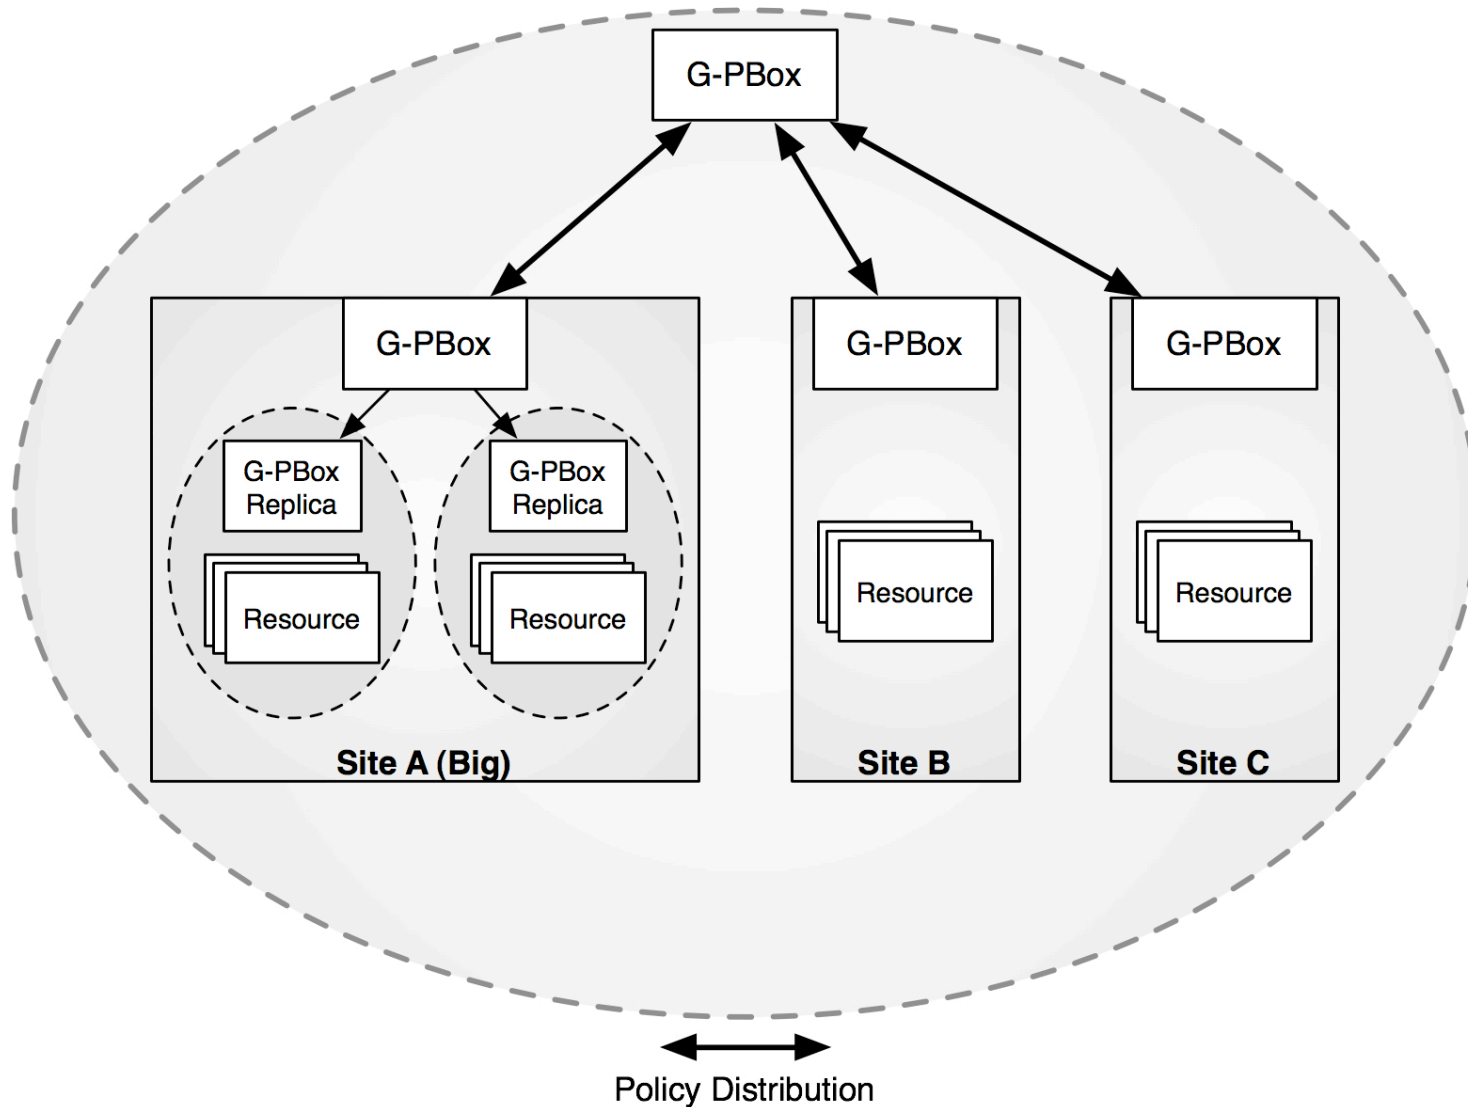 G-PBox
G-PBox
G-PBox
G-PBox
G-PBox
Replica
G-PBox
Replica
Resource
Resource
Resource
Resource
Site A (Big)
Site B
Site C
Policy Distribution